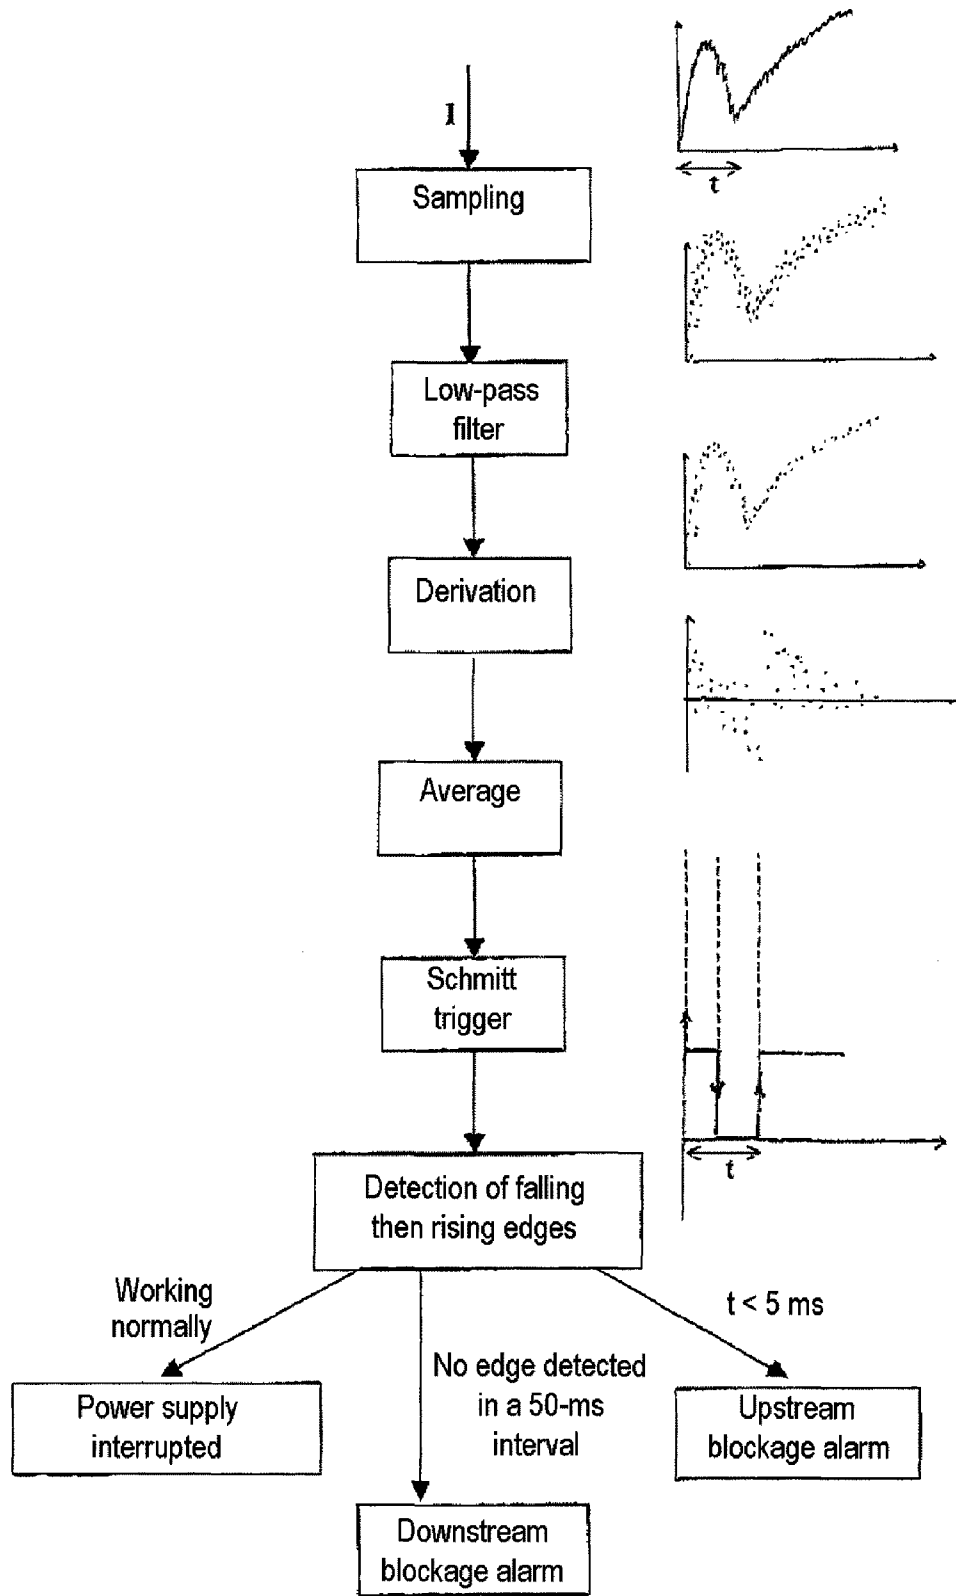 I
t
Sampling
Low-pass
filter
Derivation
Average
Schmitt
trigger
t
Detection of falling
then rising edges
Working
normally
t < 5 ms
No edge detected
in a 50-ms
interval
Power supply
interrupted
Upstream
blockage alarm
Downstream
blockage alarm